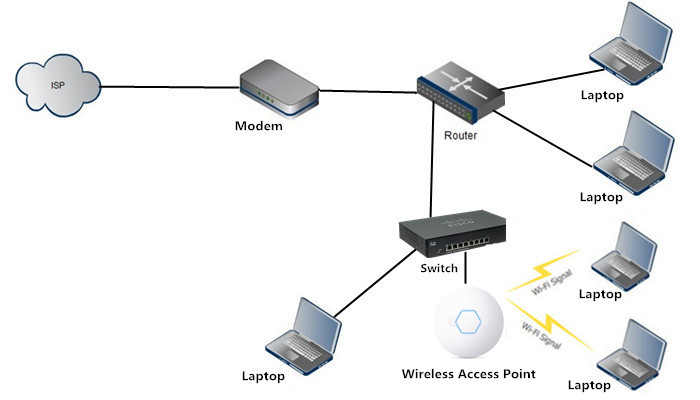 ISP
Modem
Router
Laptop
Laptop
Switch
Wi-Fi Signal
Laptop
Wi-Fi Signal
Laptop
Wireless Access Point
Laptop